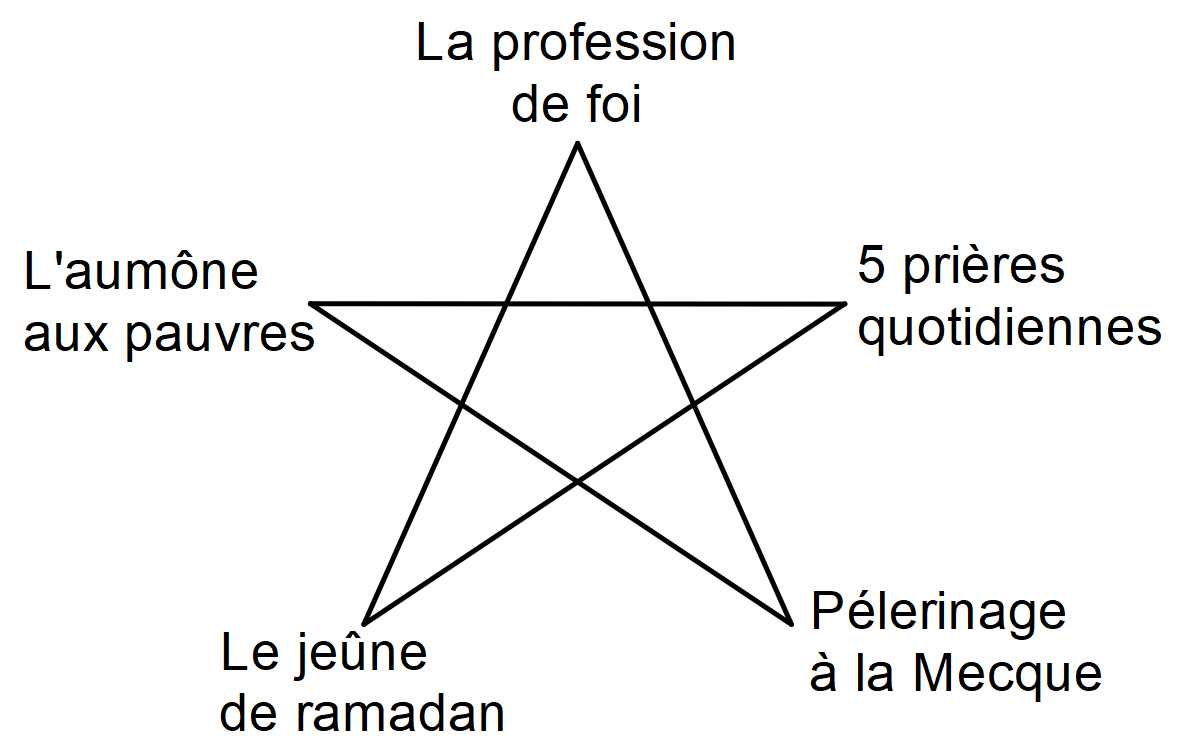 La profession
de foi
L'aumône
aux pauvres
5 prières
quotidiennes
Le jeûne
de ramadan
Pélerinage
à la Mecque